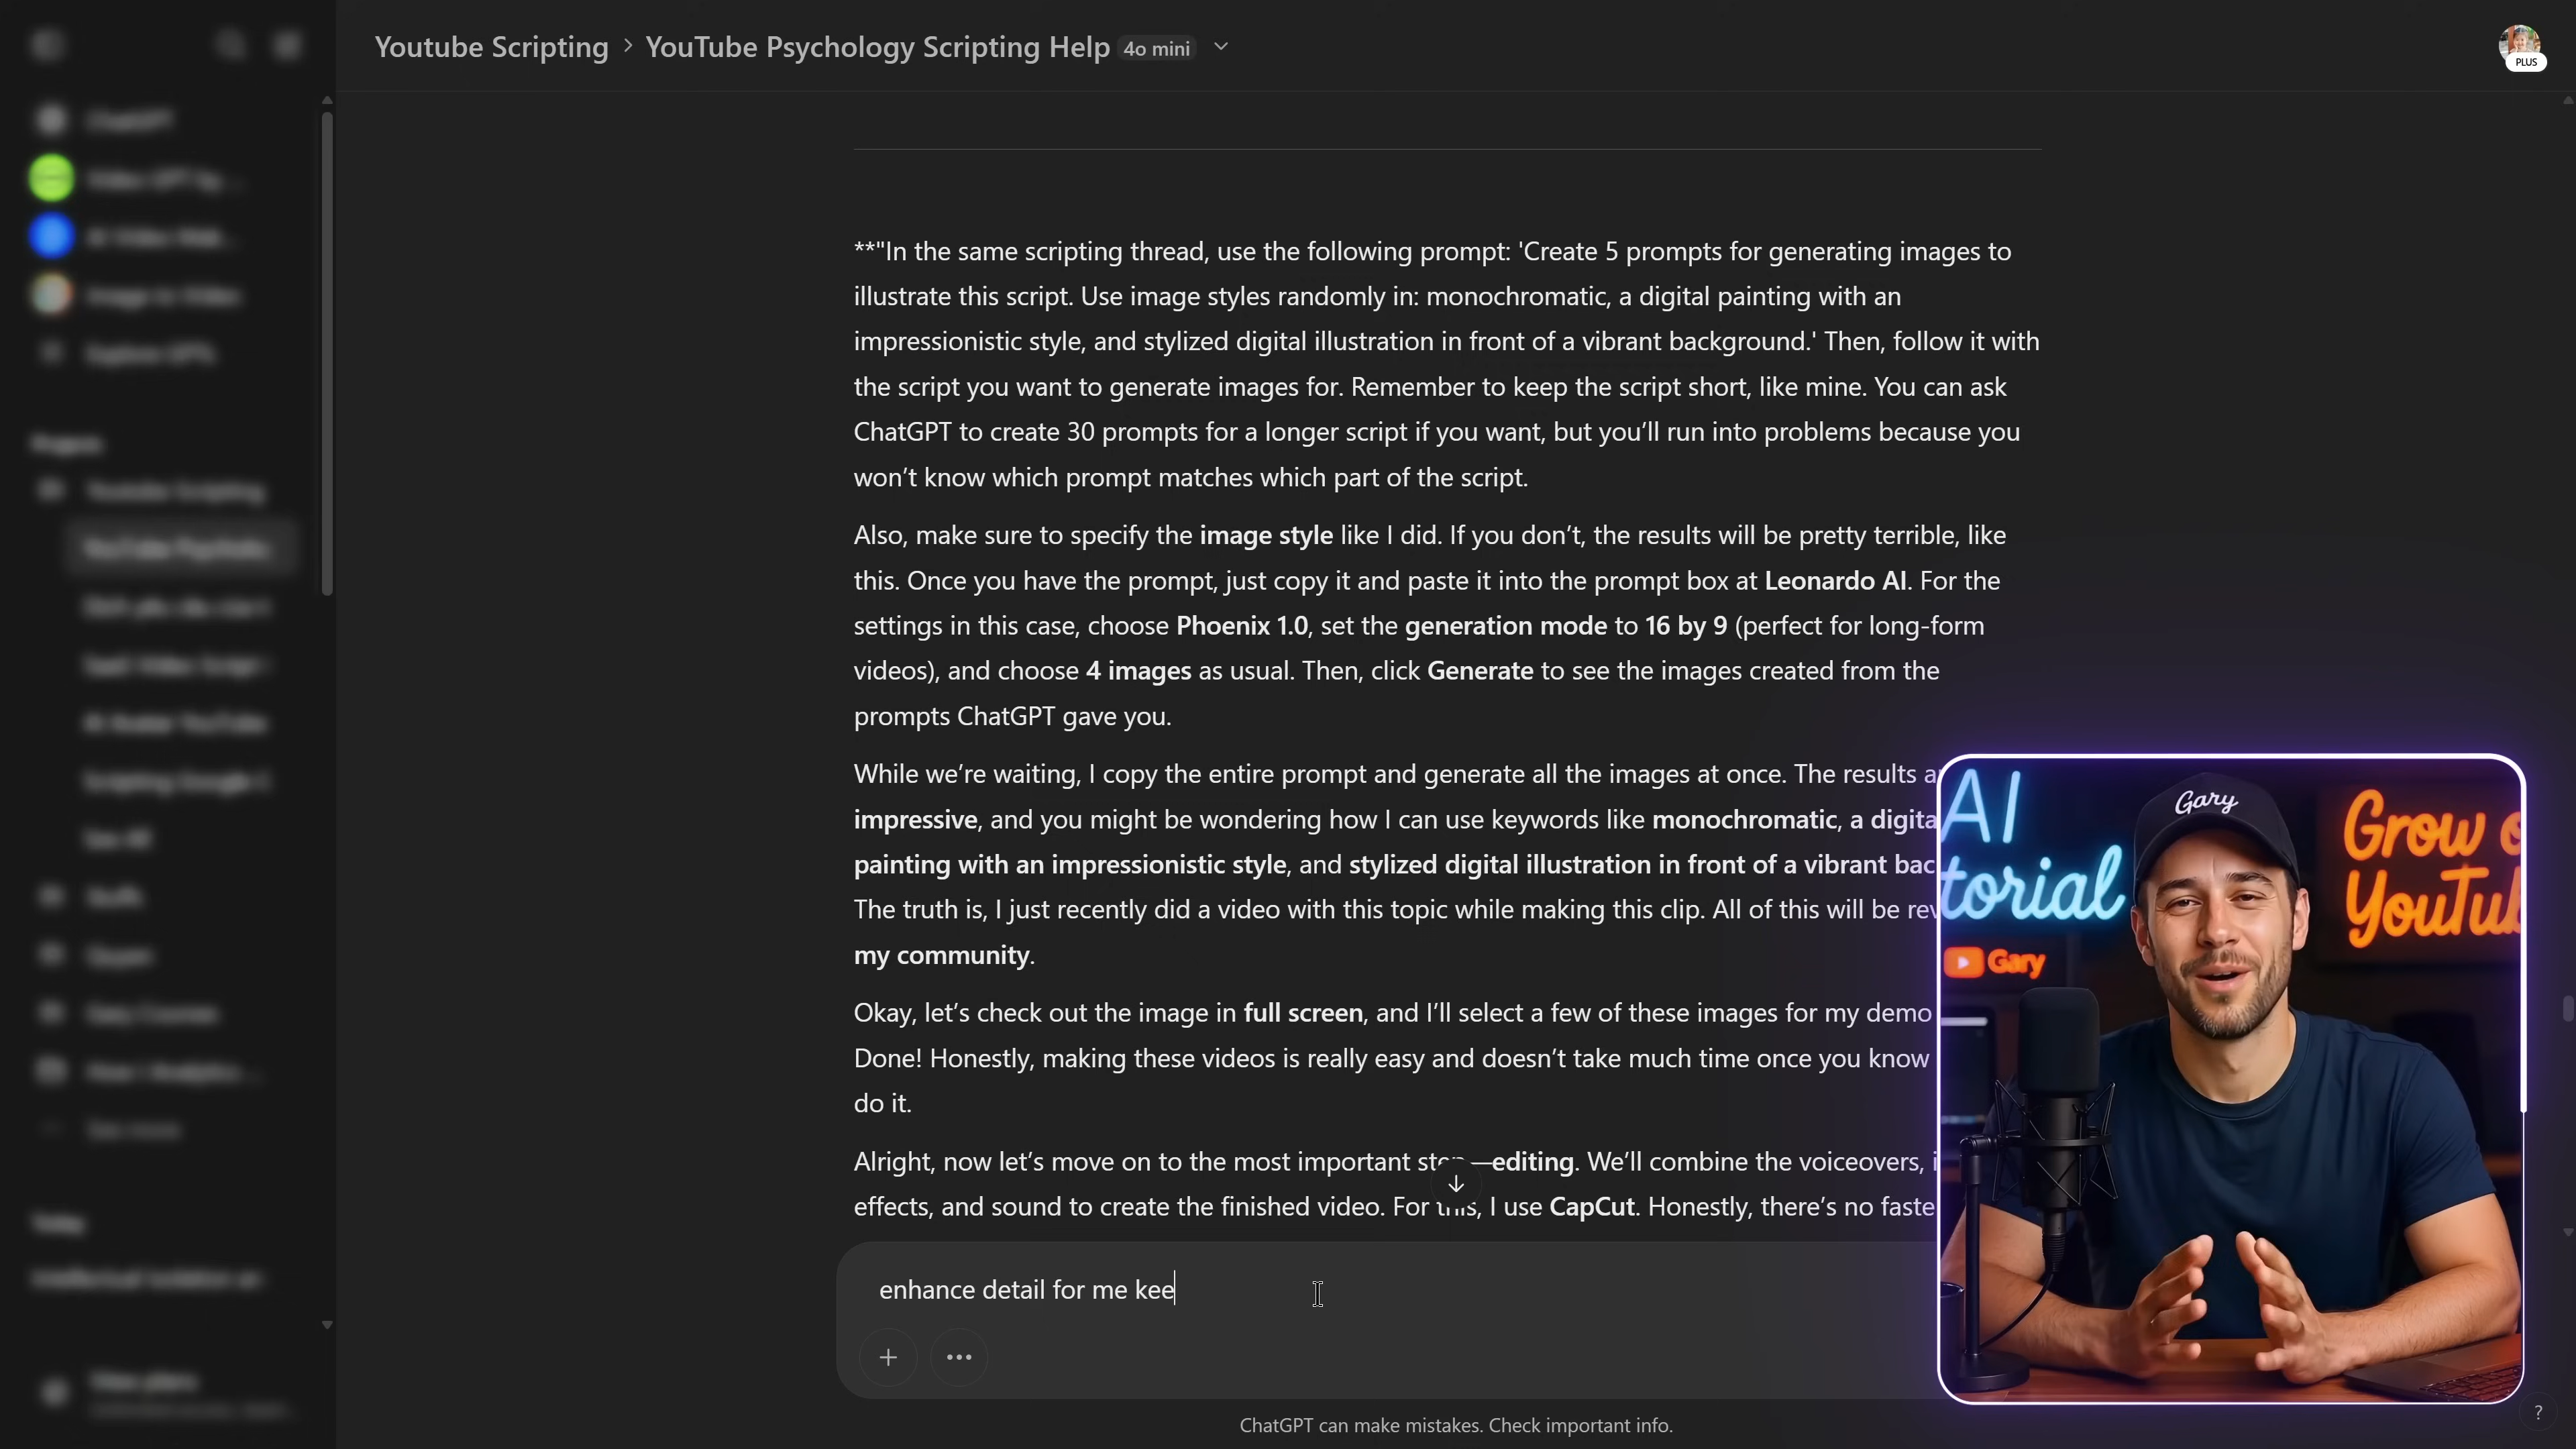 Youtube Scripting > YouTube Psychology Scripting Help 4o mini
PLUS
ChatGPT
Explore GPTs
Projects
Youtube Scripting
See All
See more
Today
View plans
**"In the same scripting thread, use the following prompt: 'Create 5 prompts for generating images to
illustrate this script. Use image styles randomly in: monochromatic, a digital painting with an
impressionistic style, and stylized digital illustration in front of a vibrant background.' Then, follow it with
the script you want to generate images for. Remember to keep the script short, like mine. You can ask
ChatGPT to create 30 prompts for a longer script if you want, but you’ll run into problems because you
won’t know which prompt matches which part of the script.
Also, make sure to specify the image style like I did. If you don’t, the results will be pretty terrible, like
this. Once you have the prompt, just copy it and paste it into the prompt box at Leonardo AI. For the
settings in this case, choose Phoenix 1.0, set the generation mode to 16 by 9 (perfect for long-form
videos), and choose 4 images as usual. Then, click Generate to see the images created from the
prompts ChatGPT gave you.
While we’re waiting, I copy the entire prompt and generate all the images at once. The results
impressive, and you might be wondering how I can use keywords like monochromatic, a digita
painting with an impressionistic style, and stylized digital illustration in front of a vibrant bac
The truth is, I just recently did a video with this topic while making this clip. All of this will be rev
my community.
Okay, let’s check out the image in full screen, and I’ll select a few of these images for my demo
Done! Honestly, making these videos is really easy and doesn’t take much time once you know
do it.
Alright, now let’s move on to the most important step—editing. We’ll combine the voiceovers,
effects, and sound to create the finished video. For this, I use CapCut. Honestly, there’s no faste
enhance detail for me kee
ChatGPT can make mistakes. Check important info.
?
AI
torial
Gary
Gary
Grow o
YouTub